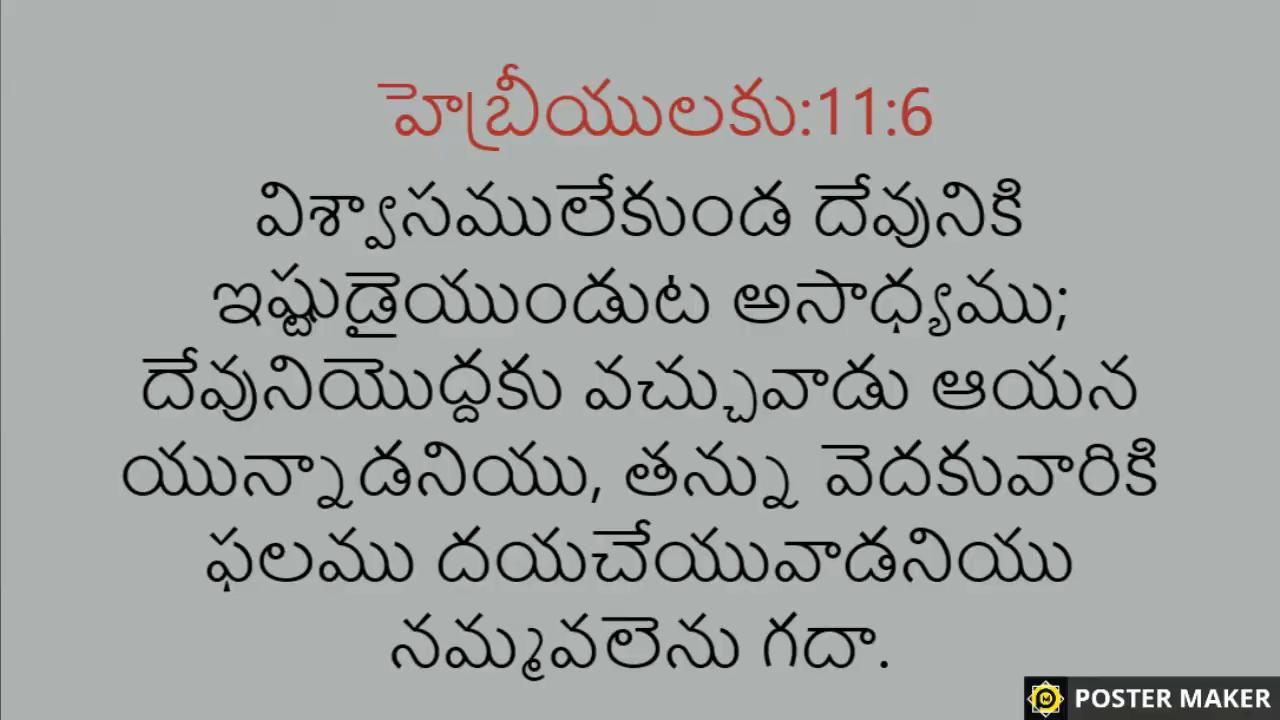 హెబ్రీయులకు:11:6
విశ్వాసములేకుండ దేవునికి
ఇష్టుడైయుండుట అసాధ్యము;
దేవునియొద్దకు వచ్చువాడు ఆయన
యున్నాడనియు, తన్ను వెదకువారికి
ఫలము దయచేయువాడనియు
నమ్మవలెను గదా.
POSTER MAKER